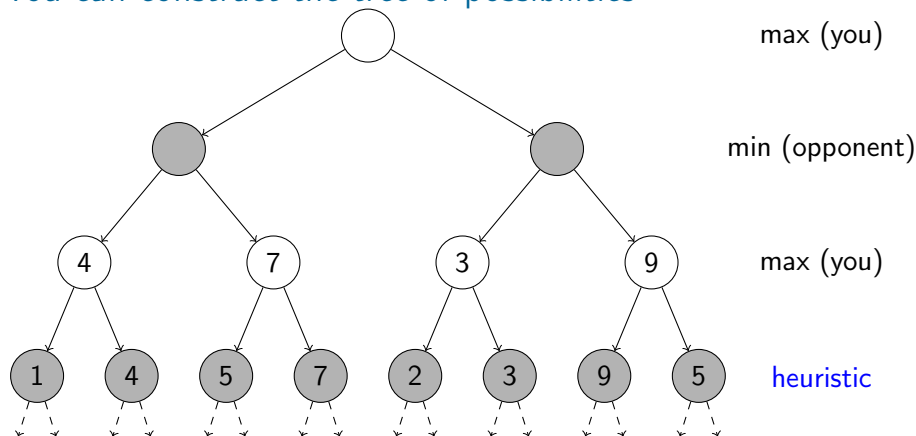 You can construct the tree of possibilities
max (you)
min (opponent)
4 7 3 9 max (you)
1 4 5 7 2 3 9 5 heuristic